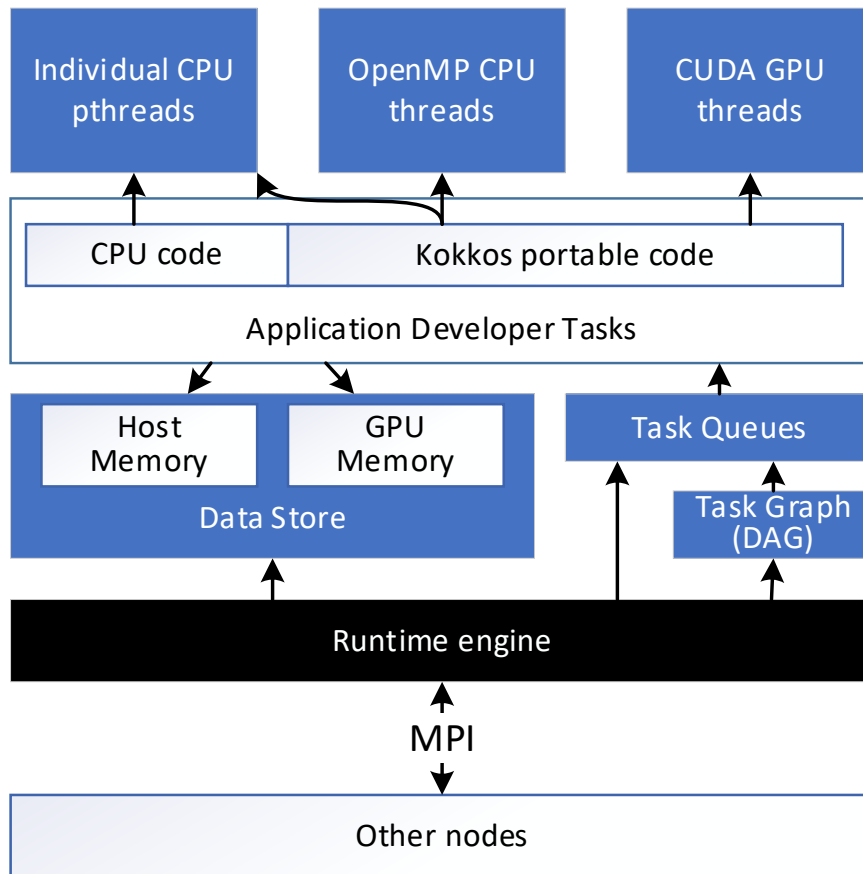 Individual CPU
pthreads
OpenMP CPU
threads
CUDA GPU
threads
CPU code
Kokkos portable code
Application Developer Tasks
Host
Memory
GPU
Memory
Data Store
Task Queues
Task Graph
(DAG)
Runtime engine
MPI
Other nodes